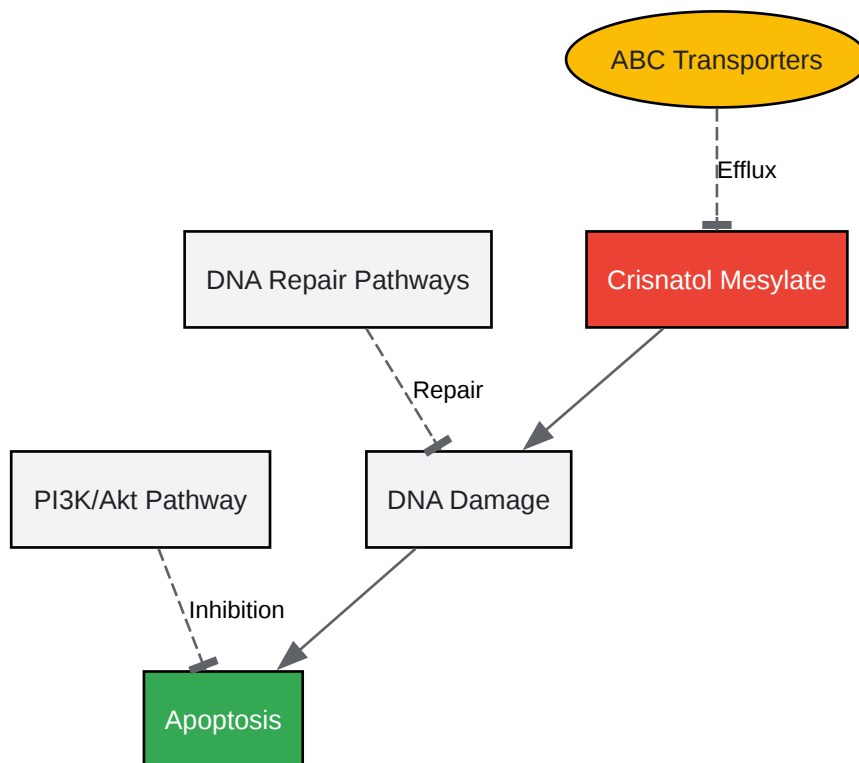 ABC Transporters
Efflux
DNA Repair Pathways
Crisnatol Mesylate
Repair
PI3K/Akt Pathway
DNA Damage
Inhibition
Apoptosis